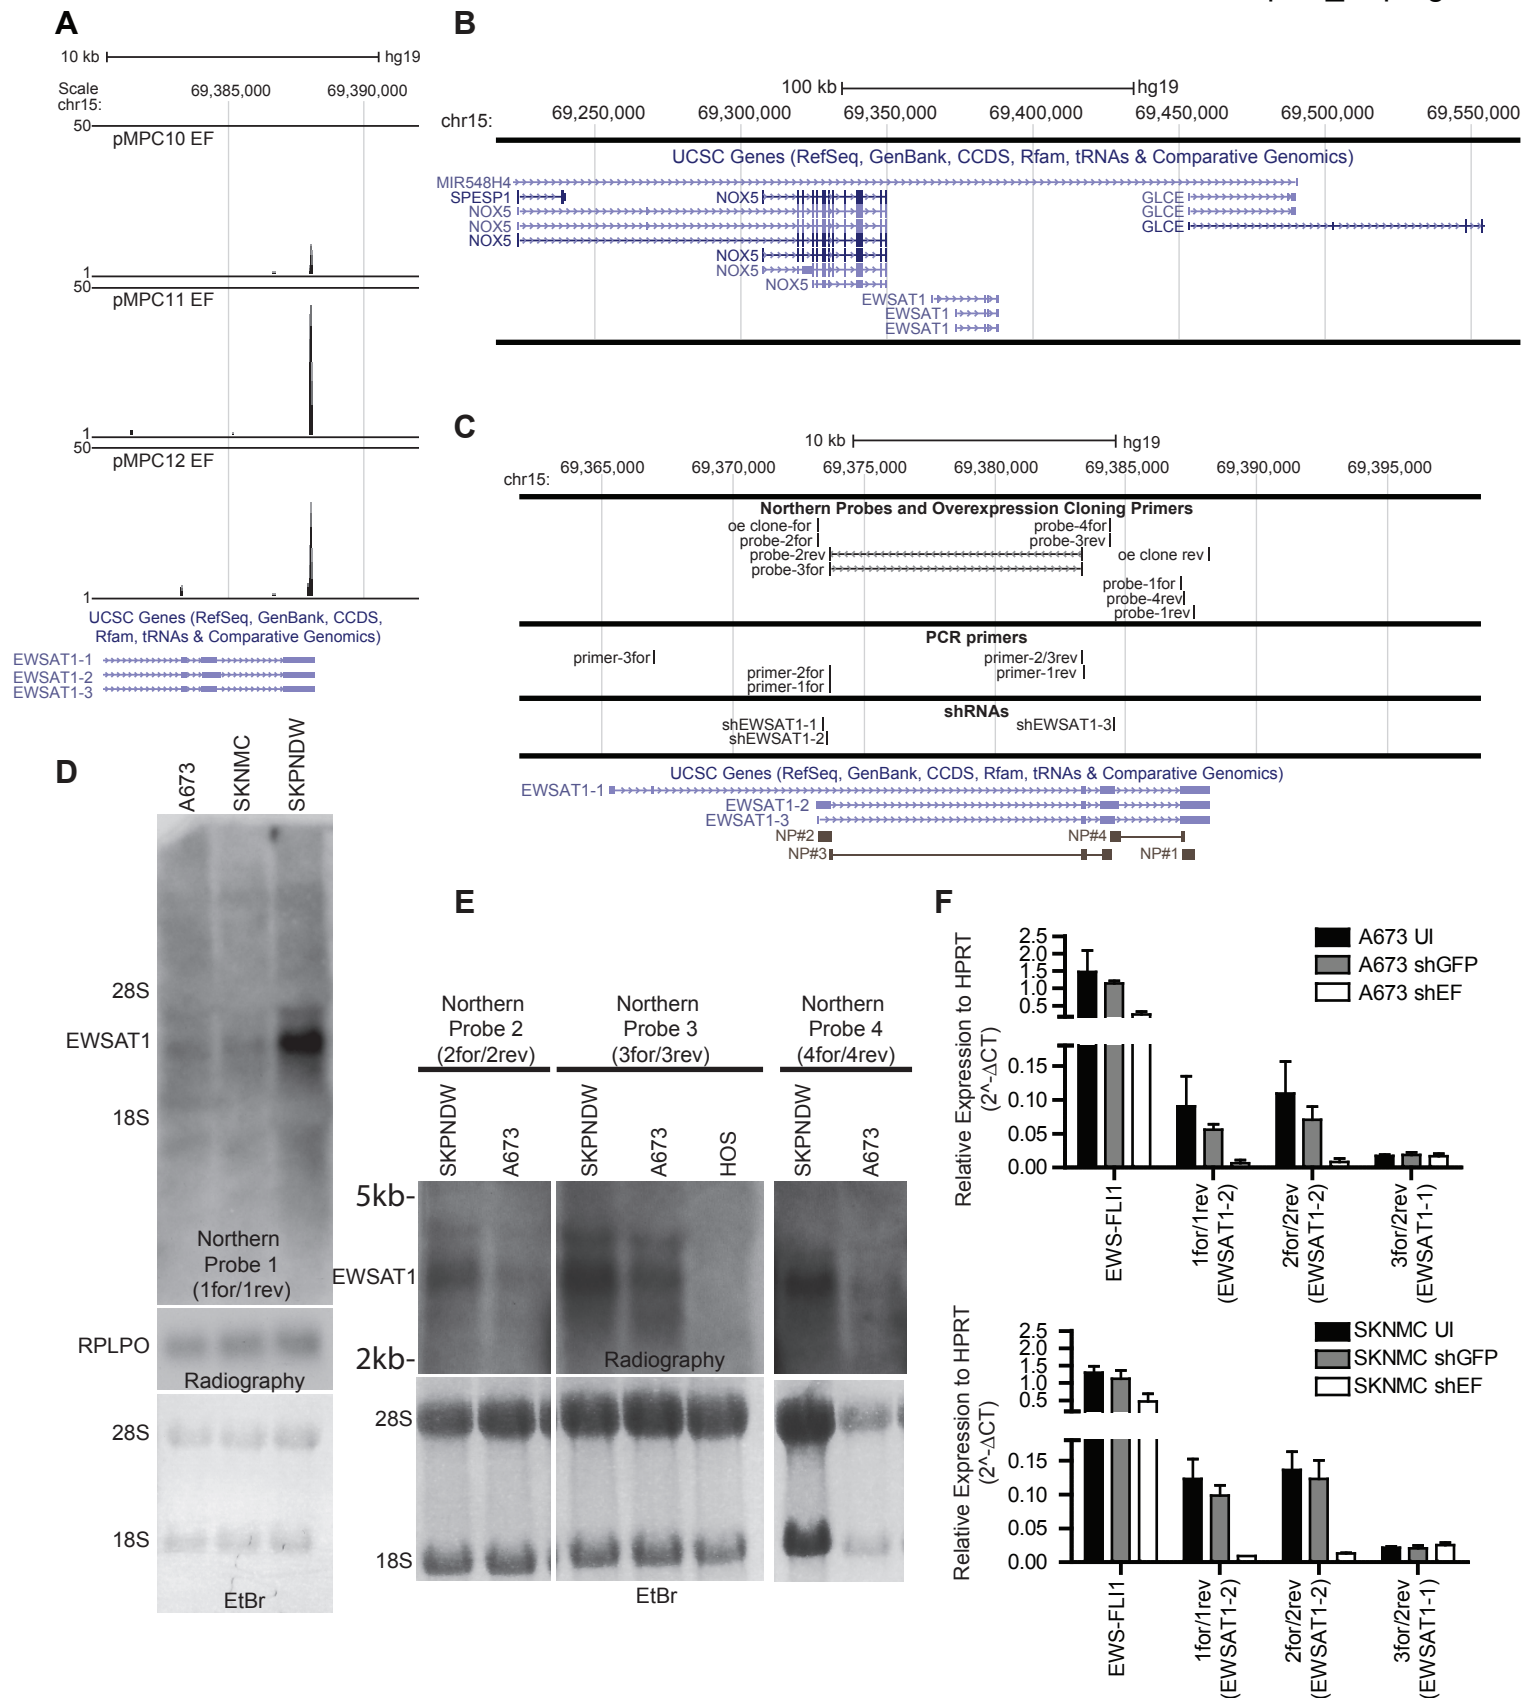 A
10 kb
hg19
Scale
chr15:
69,385,000
69,390,000
50
pMPC10 EF
1
50
pMPC11 EF
1
50
pMPC12 EF
1
UCSC Genes (RefSeq, GenBank, CCDS,
Rfam, tRNAs & Comparative Genomics)
EWSAT1-1
EWSAT1-2
EWSAT1-3
B
100 kb
hg19
chr15:
69,250,000
69,300,000
69,350,000
69,400,000
69,450,000
69,500,000
69,550,000
UCSC Genes (RefSeq, GenBank, CCDS, Rfam, tRNAs & Comparative Genomics)
MIR548H4
SPESP1
NOX5
GLCE
NOX5
GLCE
NOX5
GLCE
NOX5
NOX5
NOX5
NOX5
EWSAT1
EWSAT1
EWSAT1
C
10 kb
hg19
chr15:
69,365,000
69,370,000
69,375,000
69,380,000
69,385,000
69,390,000
69,395,000
Northern Probes and Overexpression Cloning Primers
oe clone-for
probe-4for
probe-2for
probe-3rev
probe-2rev
oe clone rev
probe-3for
probe-1for
probe-4rev
probe-1rev
PCR primers
primer-3for
primer-2/3rev
primer-2for
primer-1rev
primer-1for
shRNAs
shEWSAT1-1
shEWSAT1-3
shEWSAT1-2
UCSC Genes (RefSeq, GenBank, CCDS, Rfam, tRNAs & Comparative Genomics)
EWSAT1-1
EWSAT1-2
EWSAT1-3
NP#2
NP#4
NP#3
NP#1
D
A673
SKNMC
SKPNDW
28S
EWSAT1
18S
Northern
Probe 1
(1for/1rev)
RPLPO
Radiography
28S
18S
EtBr
E
Northern
Probe 2
(2for/2rev)
Northern
Probe 3
(3for/3rev)
Northern
Probe 4
(4for/4rev)
SKPNDW
A673
SKPNDW
A673
HOS
SKPNDW
A673
5kb-
EWSAT1
2kb-
Radiography
28S
18S
EtBr
F
Relative Expression to HPRT
(2^-ΔCT)
2.5
2.0
1.5
1.0
0.5
0.15
0.10
0.05
0.00
A673 UI
A673 shGFP
A673 shEF
EWS-FLI1
1for/1rev
(EWSAT1-2)
2for/2rev
(EWSAT1-2)
3for/2rev
(EWSAT1-1)
Relative Expression to HPRT
(2^-ΔCT)
2.5
2.0
1.5
1.0
0.5
0.15
0.10
0.05
0.00
SKNMC UI
SKNMC shGFP
SKNMC shEF
EWS-FLI1
1for/1rev
(EWSAT1-2)
2for/2rev
(EWSAT1-2)
3for/2rev
(EWSAT1-1)